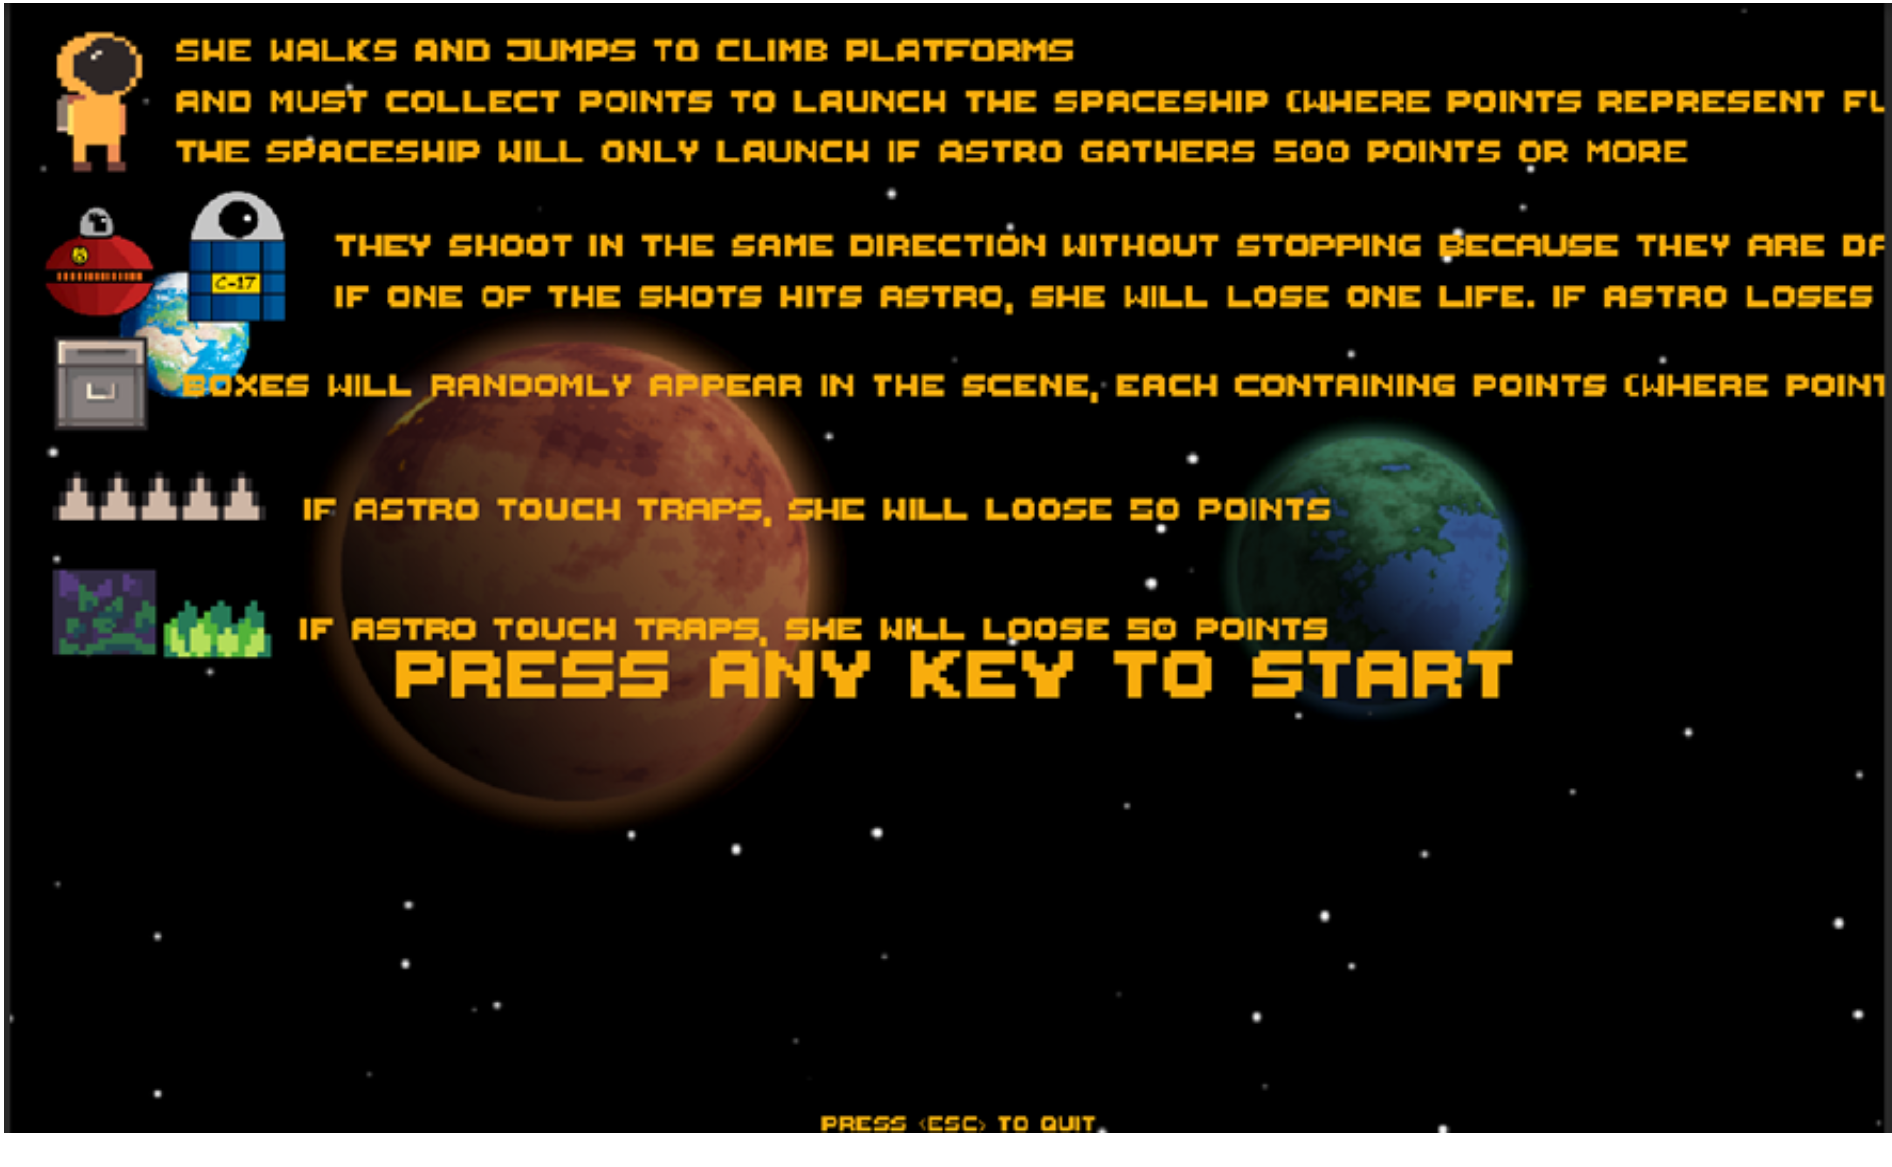 SHE WALKS AND JUMPS TO CLIMB PLATFORMS
AND MUST COLLECT POINTS TO LAUNCH THE SPACESHIP (WHERE POINTS REPRESENT
THE SPACESHIP WILL ONLY LAUNCH IF ASTRO GATHERS 500 POINTS OR MORE
THEY SHOOT IN THE SAME DIRECTION WITHOUT STOPPING BECAUSE THEY ARE
C-17
IF ONE OF THE SHOTS HITS ASTRO, SHE WILL LOSE ONE LIFE. IF ASTRO LOSES
BOXES WILL RANDOMLY APPEAR IN THE SCENE, EACH CONTAINING POINTS (WHERE
IF ASTRO TOUCH TRAPS, SHE WILL LOOSE 50 POINTS
IF ASTRO TOUCH TRAPS, SHE WILL LOOSE 50 POINTS
PRESS ANY KEY TO START
PRESS <ESC> TO QUIT